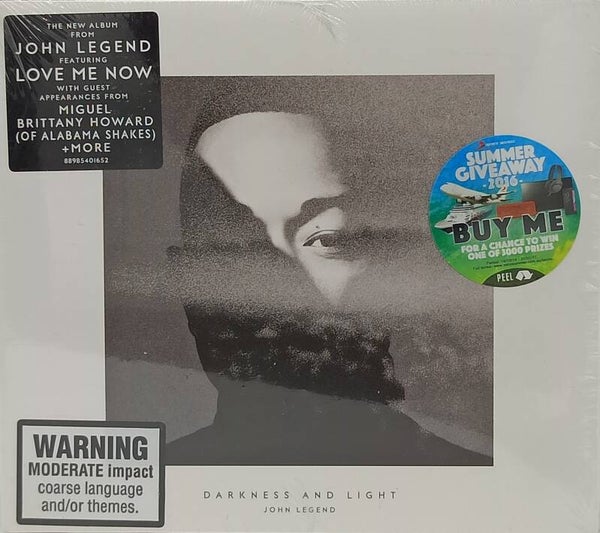 THE NEW ALBUM
FROM
JOHN LEGEND
FEATURING
LOVE ME NOW
WITH GUEST
APPEARANCES FROM
MIGUEL
BRITTANY HOWARD
(OF ALABAMA SHAKES)
+MORE
88985401652
SUMMER
GIVEAWAY
-2016-
BUY ME
FOR A CHANCE TO WIN
ONE OF 3000 PRIZES
PEEL
WARNING
MODERATE impact
coarse language
and/or themes.
DARKNESS AND LIGHT
JOHN LEGEND